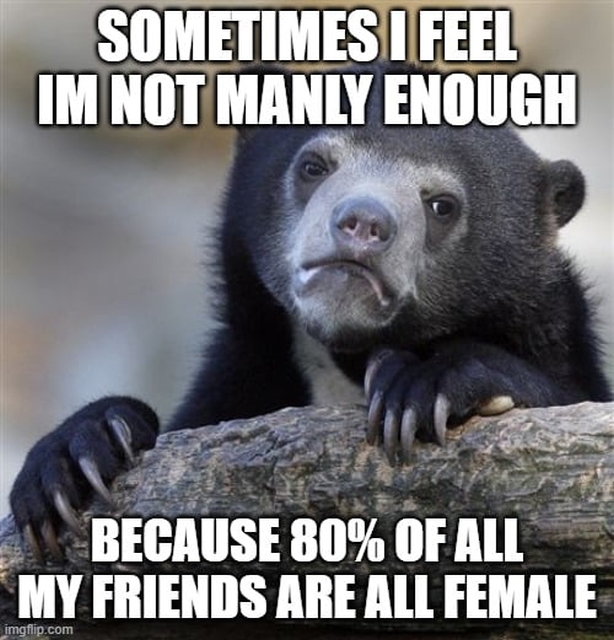 SOMETIMES I FEEL
IM NOT MANLY ENOUGH
BECAUSE 80% OF ALL
MY FRIENDS ARE ALL FEMALE
imgflip.com